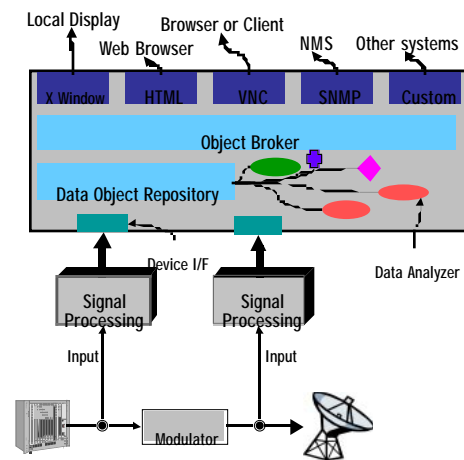 Local Display
Browser or Client
Web Browser
NMS
Other systems
X Window
HTML
VNC
SNMP
Custom
Object Broker
Data Object Repository
Device I/F
Data Analyzer
Signal
Processing
Signal
Processing
Input
Input
Modulator